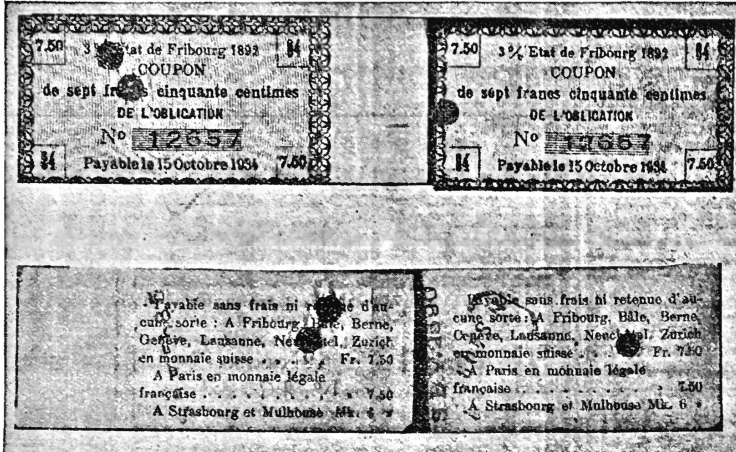 7.50 3% Etat de Fribourg 1892 84
COUPON
de sept francs cinquante centimes
DE L'OBLIGATION
Nº 12657
84 Payable le 15 Octobre 1934 7.50
7.50 3% Etat de Fribourg 1892 84
COUPON
de sept francs cinquante centimes
DE L'OBLIGATION
Nº
84 Payable le 15 Octobre 1934 7.50
Payable sans frais ni retenue d'au-
cune sorte : A Fribourg, Bâle, Berne,
Genève, Lausanne, Neuchâtel, Zurich
en monnaie suisse . . . . . Fr. 7.50
A Paris en monnaie légale
française . . . . . . . . . » 7.50
A Strasbourg et Mulhouse Mk. 6 »
Payable sans frais ni retenue d'au-
cune sorte : A Fribourg, Bâle, Berne,
Genève, Lausanne, Neuchâtel, Zurich
en monnaie suisse . . . Fr. 7.50
A Paris en monnaie légale
française . . . . . . . . . » 7.50
A Strasbourg et Mulhouse Mk. 6 »